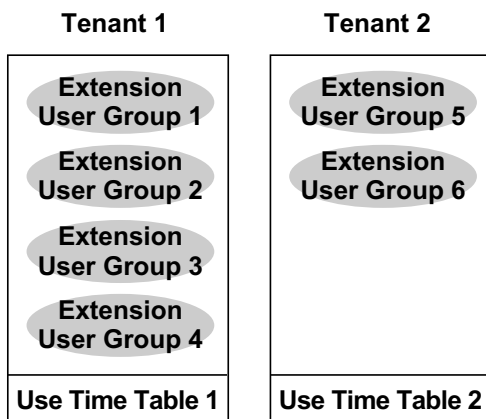 Tenant 1
Extension
User Group 1
Extension
User Group 2
Extension
User Group 3
Extension
User Group 4
Use Time Table 1
Tenant 2
Extension
User Group 5
Extension
User Group 6
Use Time Table 2